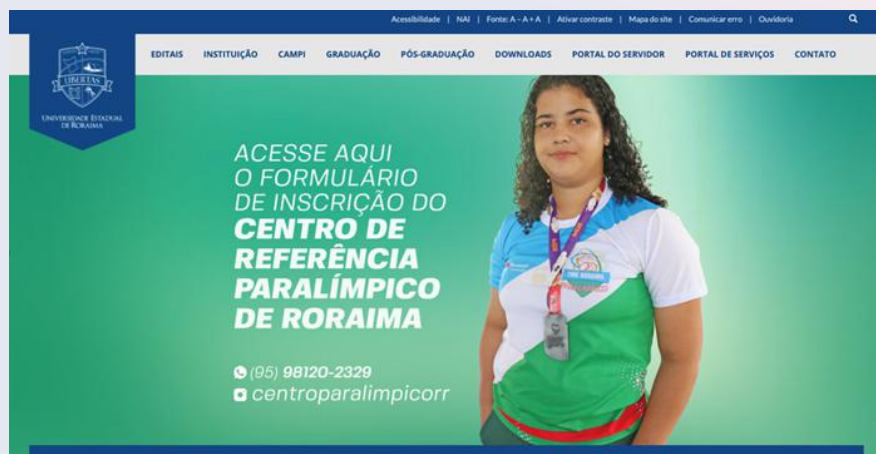 Acessibilidade | NAI | Fonte: A – A + A | Ativar contraste | Mapa do site | Comunicar erro | Ouvidoria
EDITAIS INSTITUIÇÃO CAMPI GRADUAÇÃO PÓS-GRADUAÇÃO DOWNLOADS PORTAL DO SERVIDOR PORTAL DE SERVIÇOS CONTATO
LIBERTAS
UNIVERSIDADE ESTADUAL
DE RORAIMA
ACESSE AQUI
O FORMULÁRIO
DE INSCRIÇÃO DO
CENTRO DE
REFERÊNCIA
PARALÍMPICO
DE RORAIMA
(95) 98120-2329
centroparalimpicorr